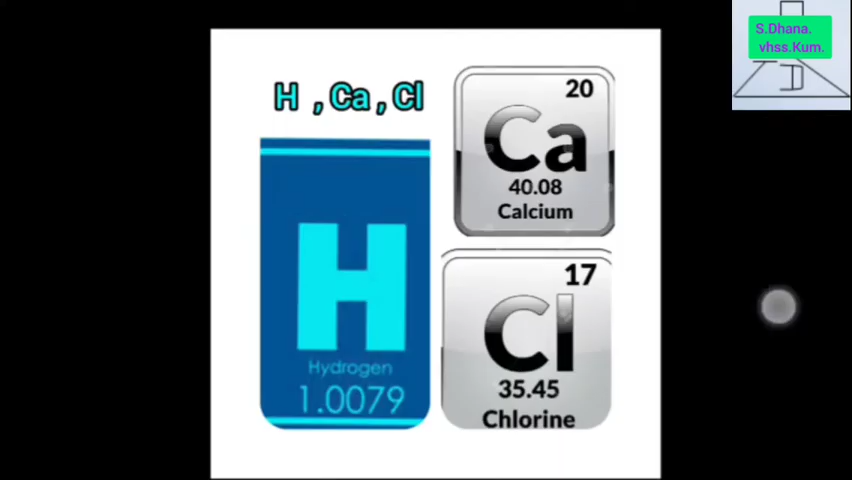 S.Dhana.
vhss.Kum.
H , Ca , Cl
20
Ca
40.08
Calcium
H
Hydrogen
1.0079
17
Cl
35.45
Chlorine